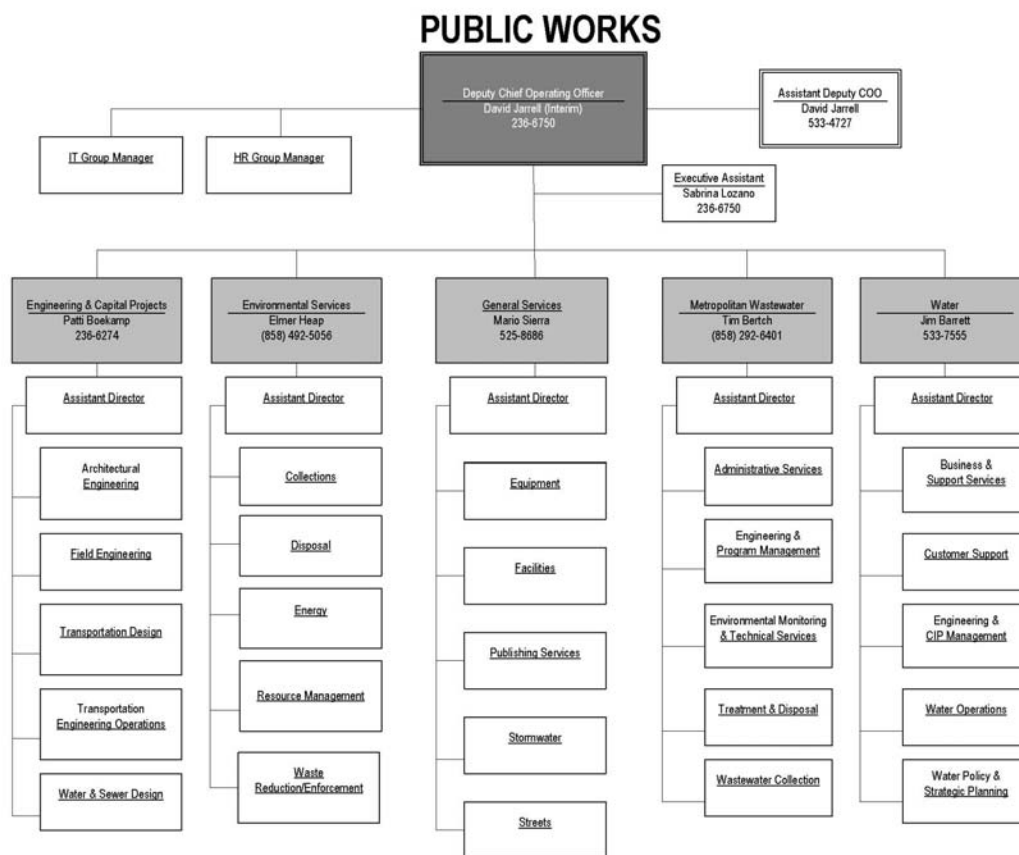 PUBLIC WORKS
Deputy Chief Operating Officer
David Jarrell (Interim)
236-6750
Assistant Deputy COO
David Jarrell
533-4727
IT Group Manager
HR Group Manager
Executive Assistant
Sabrina Lozano
236-6750
Engineering & Capital Projects
Patti Boekamp
236-6274
Environmental Services
Elmer Heap
(858) 492-5056
General Services
Mario Sierra
525-8686
Metropolitan Wastewater
Tim Bertch
(858) 292-6401
Water
Jim Barrett
533-7555
Assistant Director
Architectural
Engineering
Field Engineering
Transportation Design
Transportation
Engineering Operations
Water & Sewer Design
Assistant Director
Collections
Disposal
Energy
Resource Management
Waste
Reduction/Enforcement
Assistant Director
Equipment
Facilities
Publishing Services
Stormwater
Streets
Assistant Director
Administrative Services
Engineering &
Program Management
Environmental Monitoring
& Technical Services
Treatment & Disposal
Wastewater Collection
Assistant Director
Business &
Support Services
Customer Support
Engineering &
CIP Management
Water Operations
Water Policy &
Strategic Planning